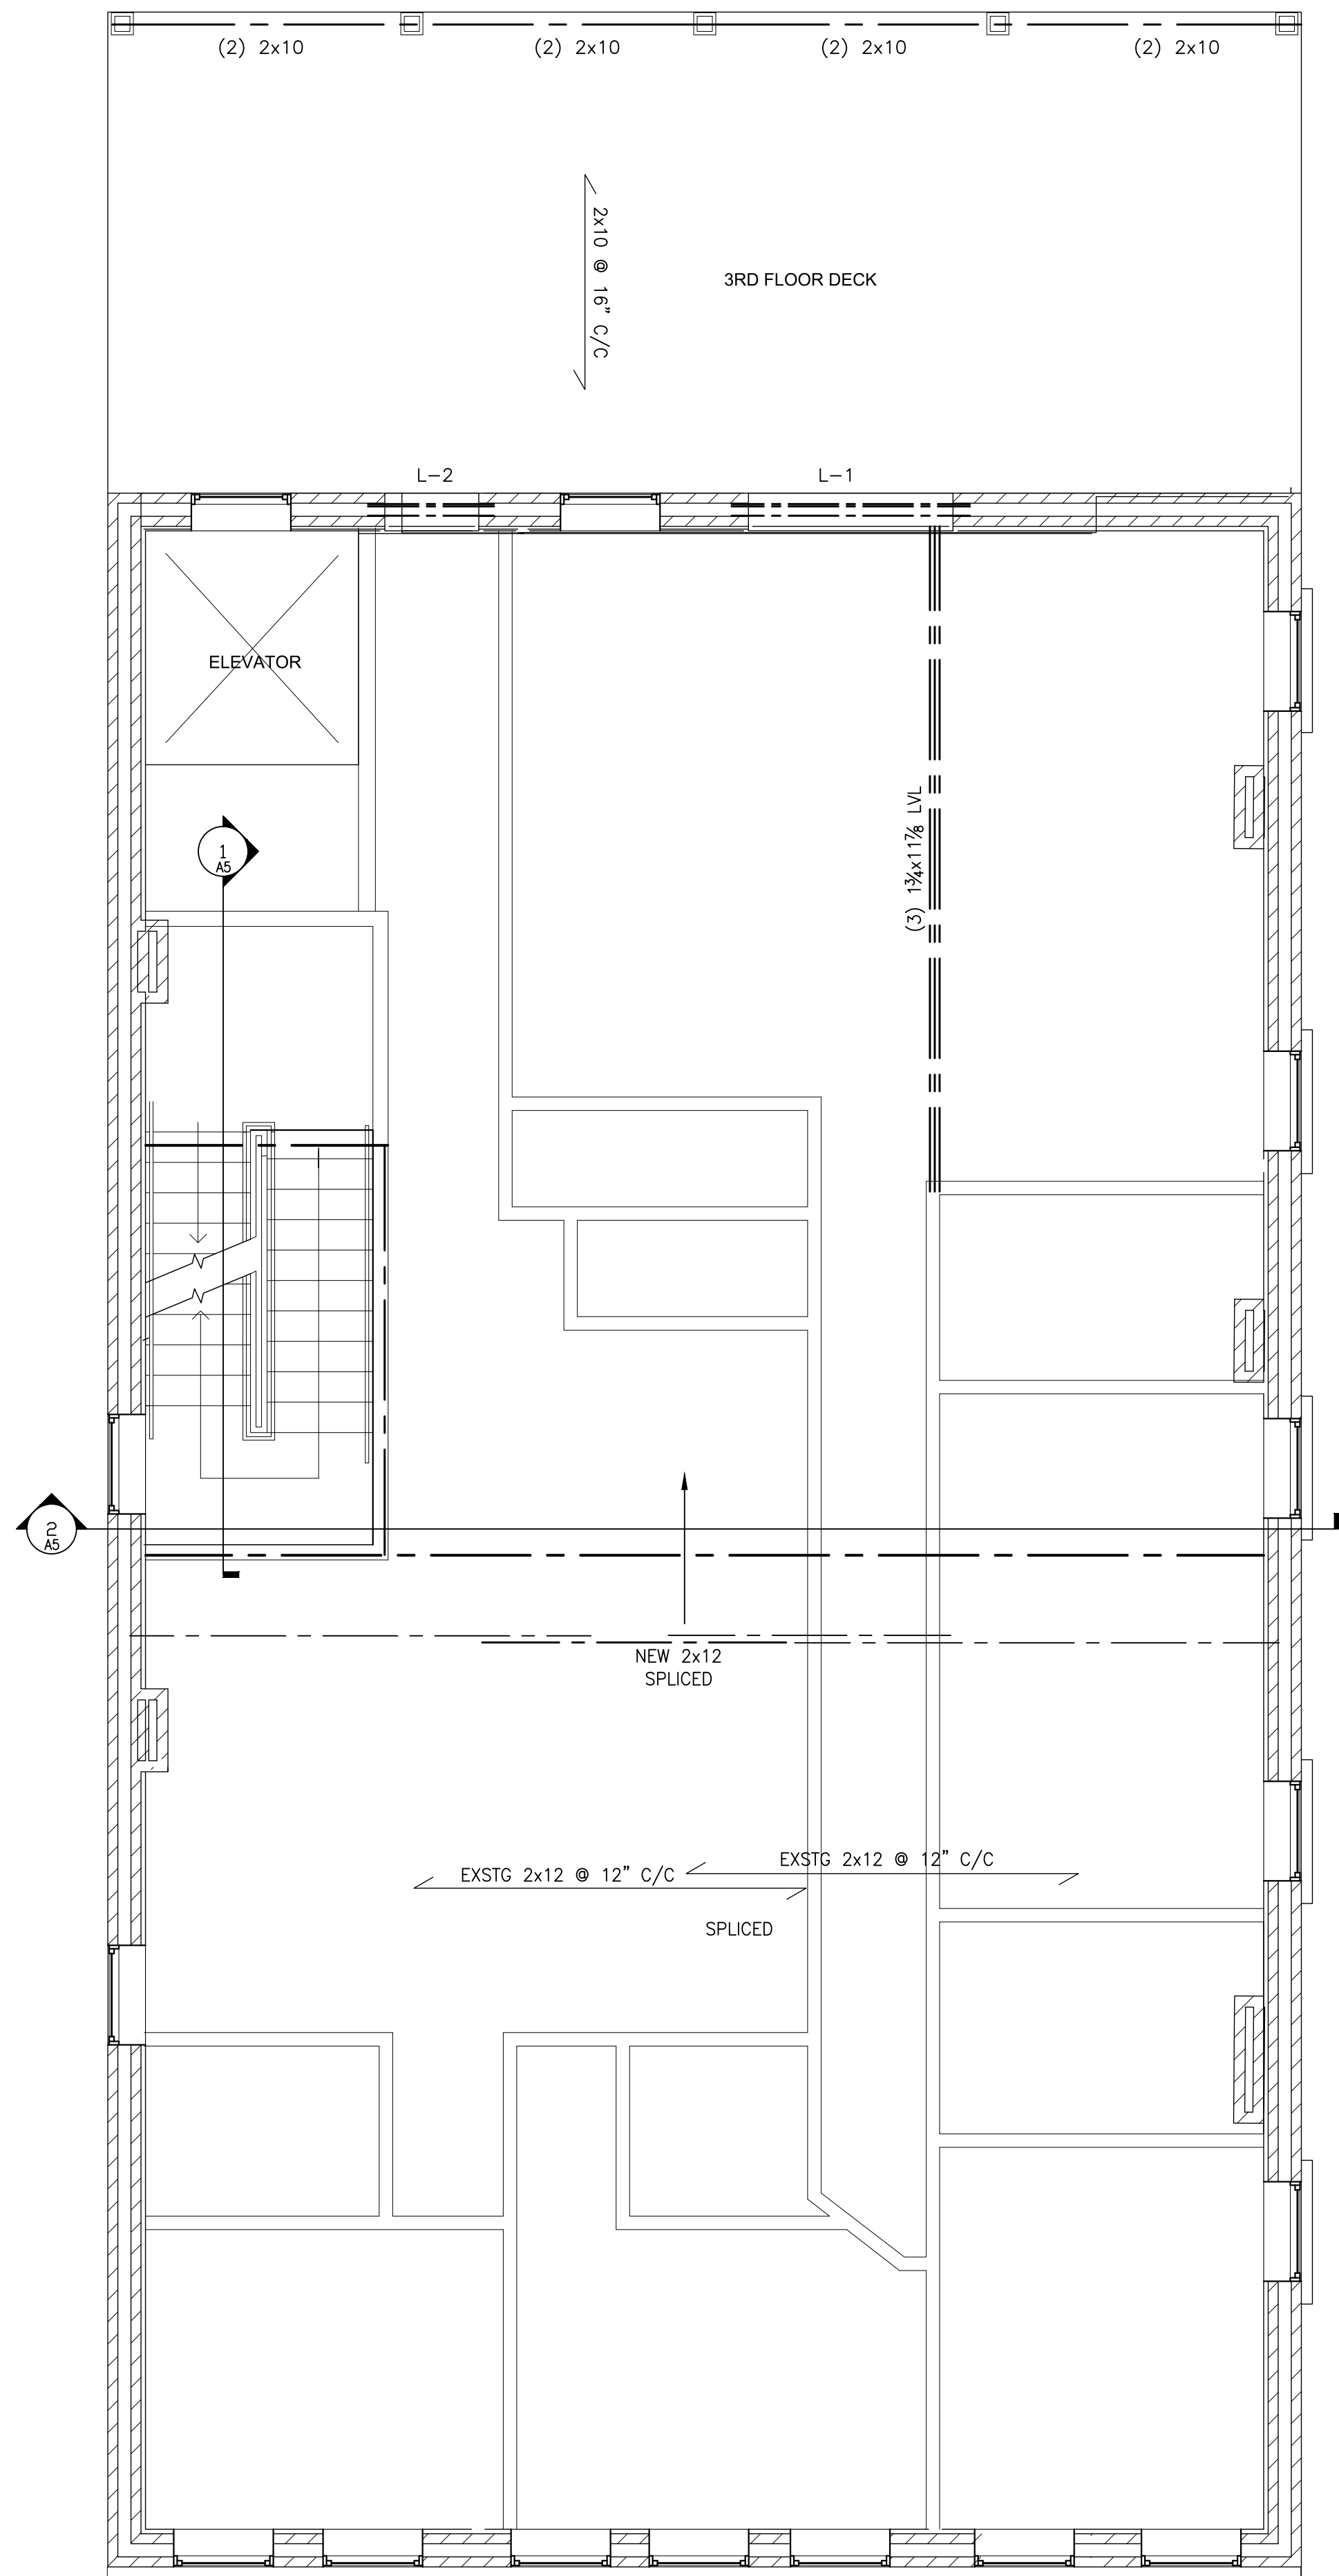 (2) 2x10
(2) 2x10
(2) 2x10
(2) 2x10
2x10 @ 16" C/C
3RD FLOOR DECK
L-2
L-1
ELEVATOR
(3) 1¾x11⅞ LVL
1
A5
2
A5
NEW 2x12
SPLICED
EXSTG 2x12 @ 12" C/C
EXSTG 2x12 @ 12" C/C
SPLICED